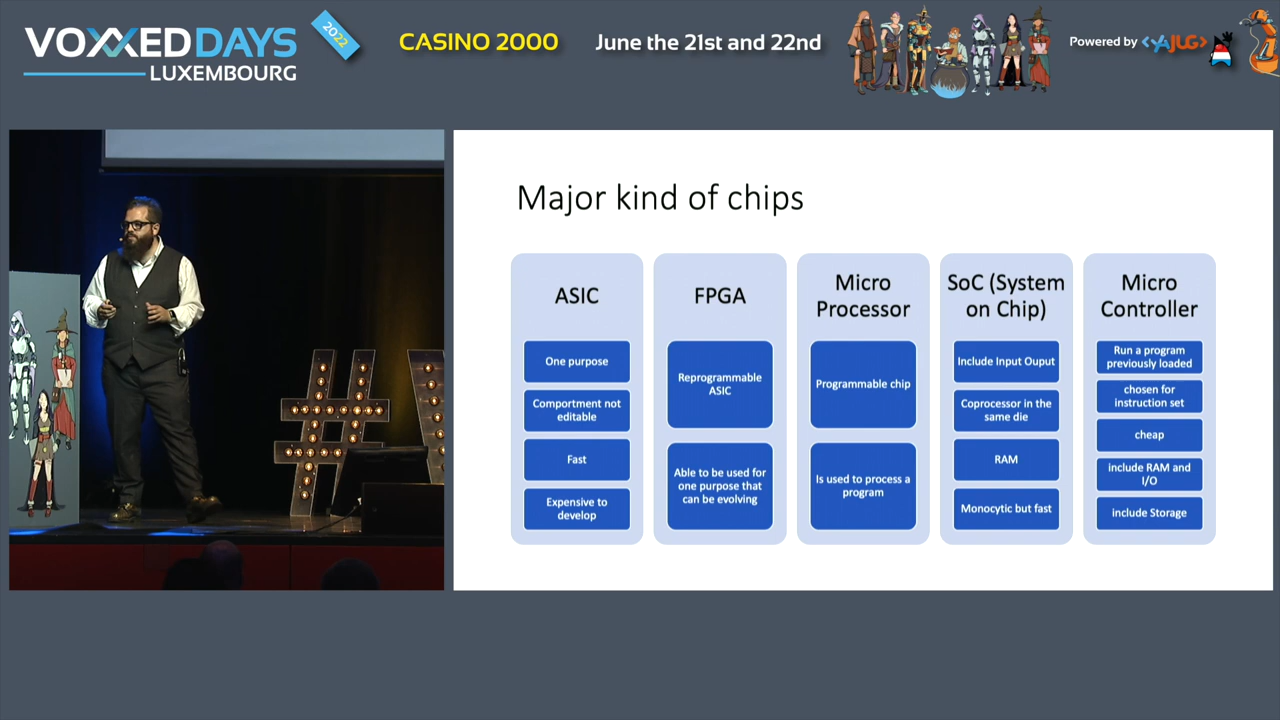 VOXXEDDAYS
LUXEMBOURG
2022
CASINO 2000
June the 21st and 22nd
Powered by <YAJUG>
#V
Major kind of chips
ASIC
One purpose
Comportment not
editable
Fast
Expensive to
develop
FPGA
Reprogrammable
ASIC
Able to be used for
one purpose that
can be evolving
Micro
Processor
Programmable chip
Is used to process a
program
SoC (System
on Chip)
Include Input Ouput
Coprocessor in the
same die
RAM
Monocytic but fast
Micro
Controller
Run a program
previously loaded
chosen for
instruction set
cheap
include RAM and
I/O
include Storage